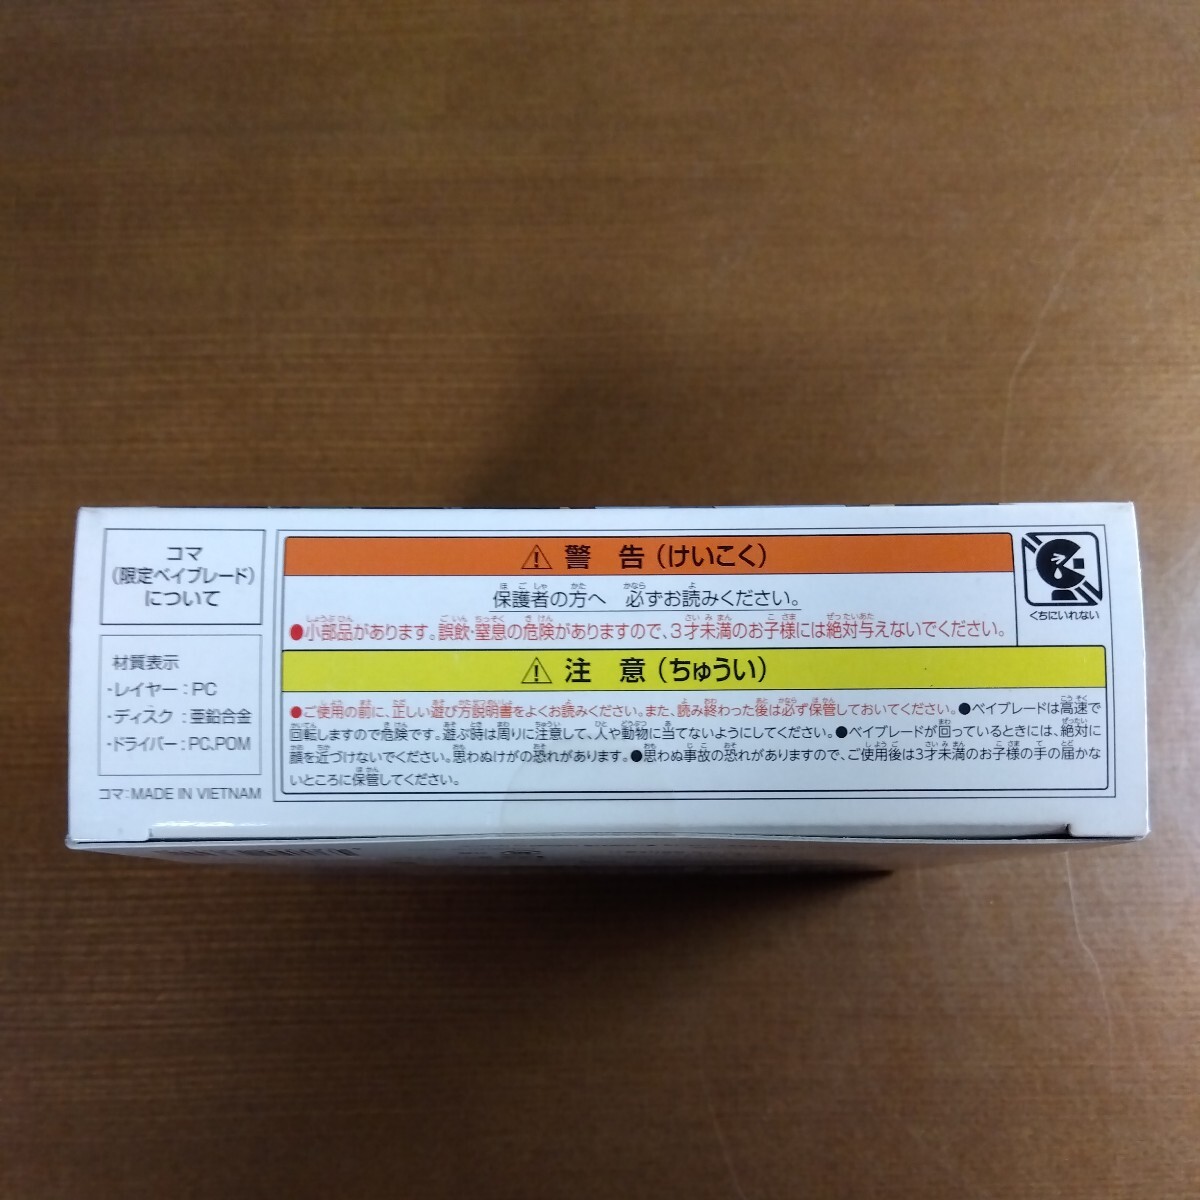 コマ
(限定ベイブレード)
について
材質表示
・レイヤー：PC
・ディスク：亜鉛合金
・ドライバー：PC,POM
コマ：MADE IN VIETNAM
⚠ 警 告（けいこく）
保護者の方へ 必ずお読みください。
●小部品があります。誤飲・窒息の危険がありますので、3才未満のお子様には絶対与えないでください。
くちにいれない
⚠ 注 意（ちゅうい）
●ご使用の前に、正しい遊び方説明書をよくお読みください。また、読み終わった後は必ず保管しておいてください。●ベイブレードは高速で
回転しますので危険です。遊ぶ時は周りに注意して、人や動物に当てないようにしてください。●ベイブレードが回っているときには、絶対に
顔を近づけないでください。思わぬけがの恐れがあります。●思わぬ事故の恐れがありますので、ご使用後は3才未満のお子様の手の届かな
いところに保管してください。